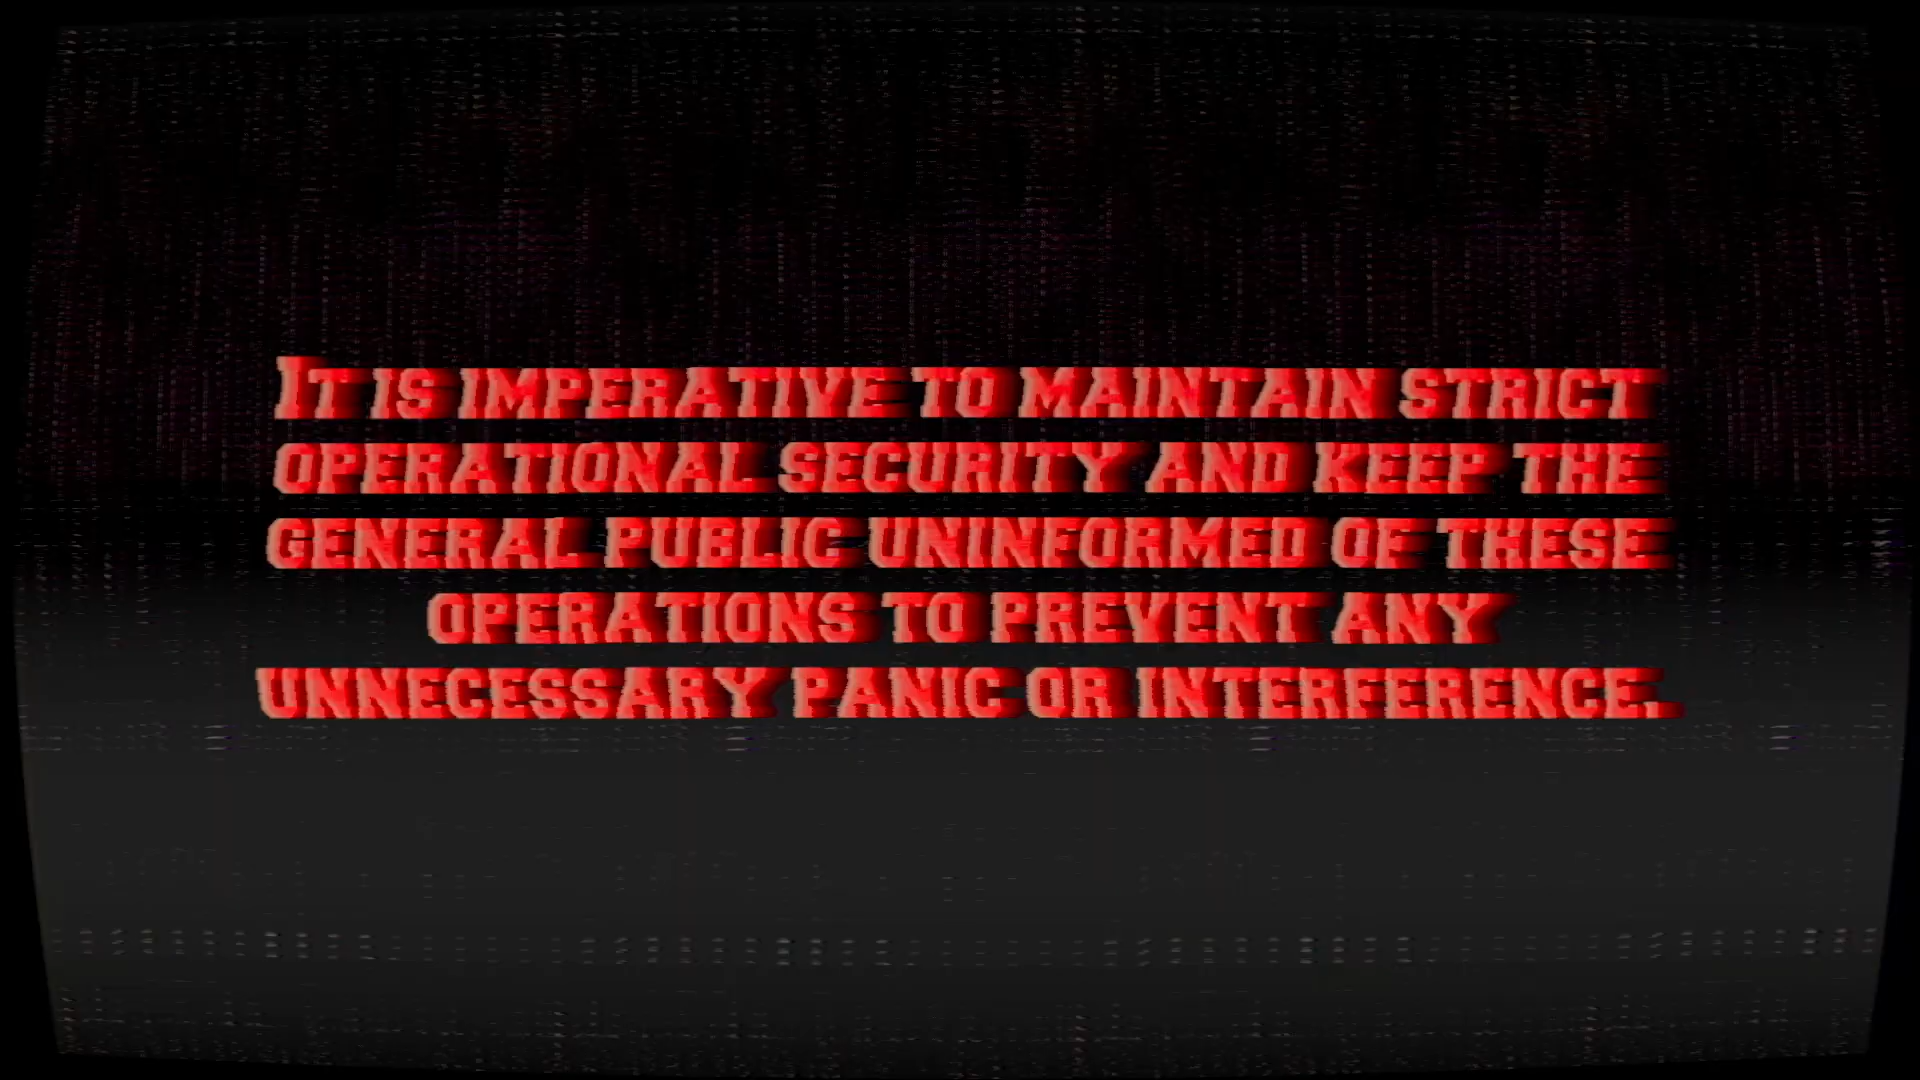 It is imperative to maintain strict
operational security and keep the
general public uninformed of these
operations to prevent any
unnecessary panic or interference.